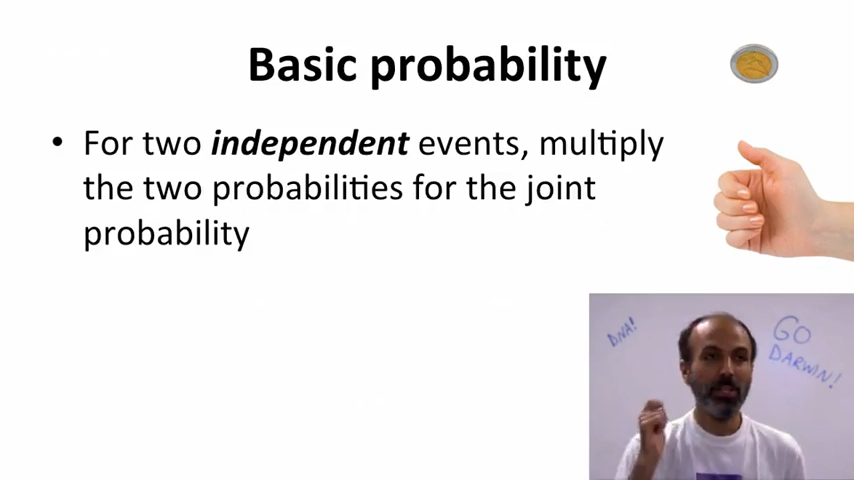 Basic probability
• For two independent events, multiply
the two probabilities for the joint
probability
DNA!
GO
DARWIN!